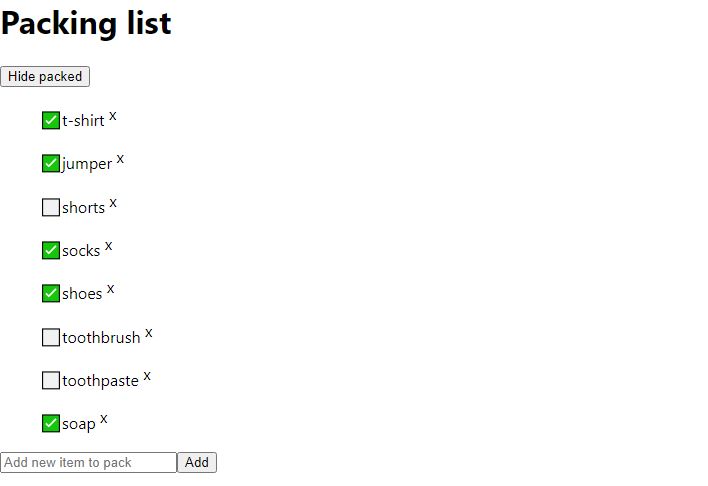 Packing list
Hide packed
t-shirt x
jumper x
shorts x
socks x
shoes x
toothbrush x
toothpaste x
soap x
Add new item to pack Add